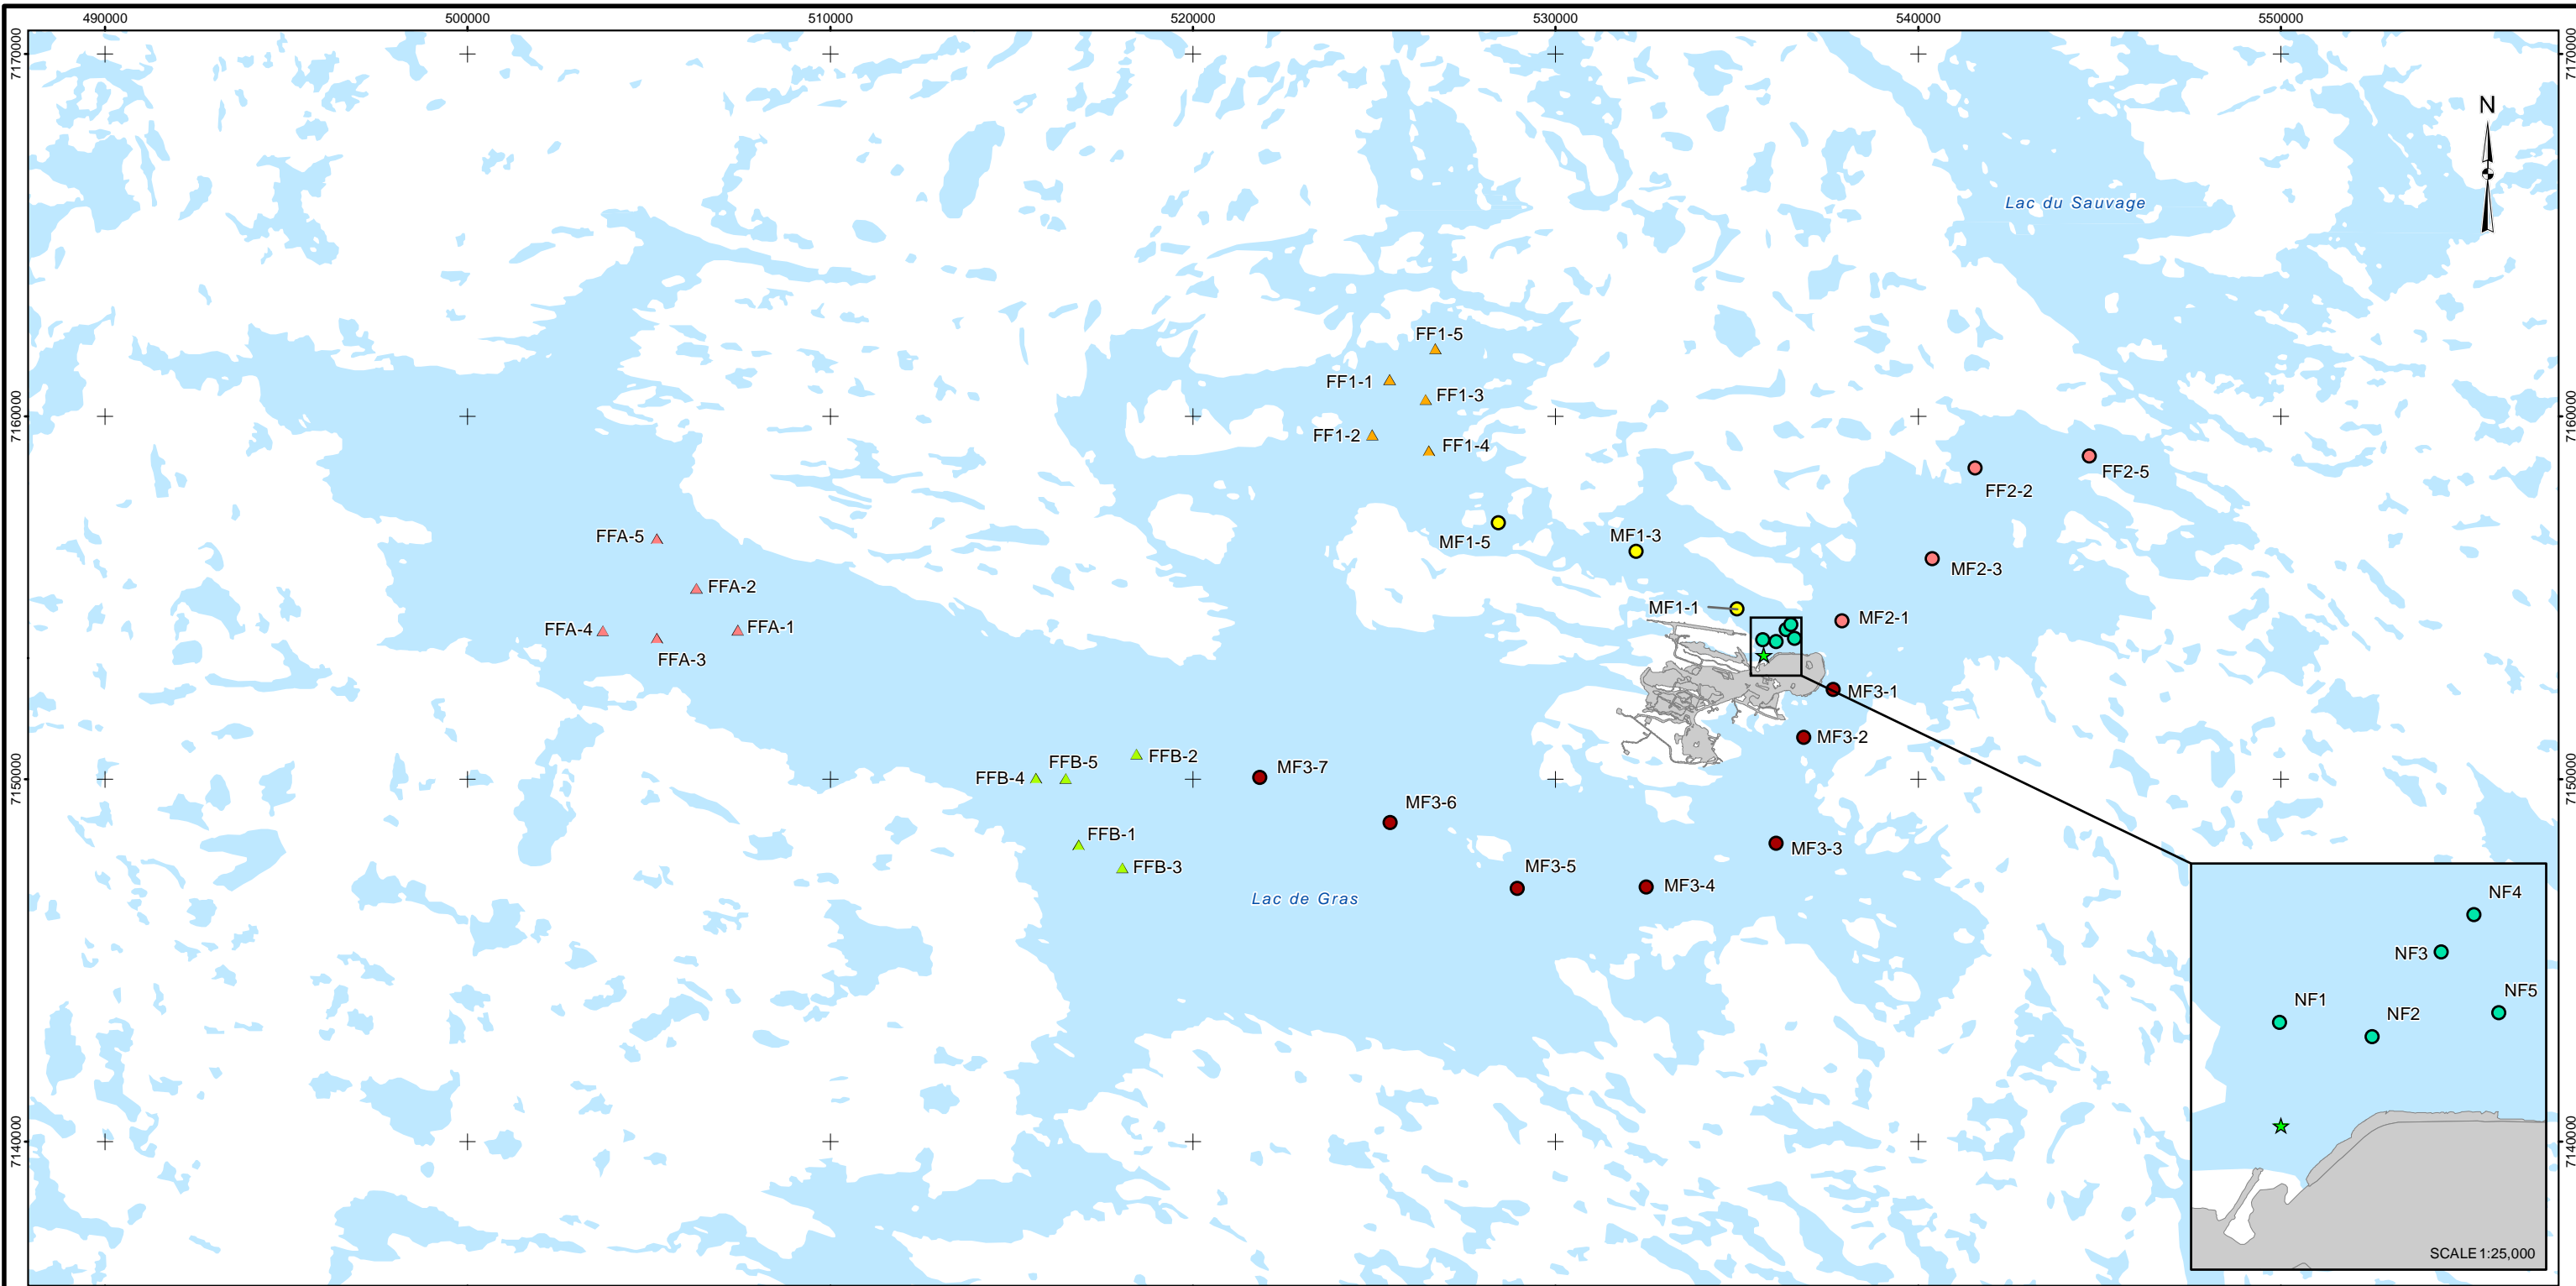 490000
500000
510000
520000
530000
540000
550000
7170000
7170000
N
Lac du Sauvage
FF1-5
FF1-1
FF1-3
FF1-2
FF1-4
7160000
7160000
FF2-5
FF2-2
MF1-5
MF1-3
FFA-5
MF2-3
FFA-2
MF1-1
MF2-1
FFA-4
FFA-1
FFA-3
MF3-1
MF3-2
FFB-2
FFB-5
FFB-4
MF3-7
7150000
7150000
MF3-6
FFB-1
MF3-3
FFB-3
MF3-5
MF3-4
Lac de Gras
NF4
NF3
NF5
NF1
NF2
7140000
7140000
SCALE 1:25,000